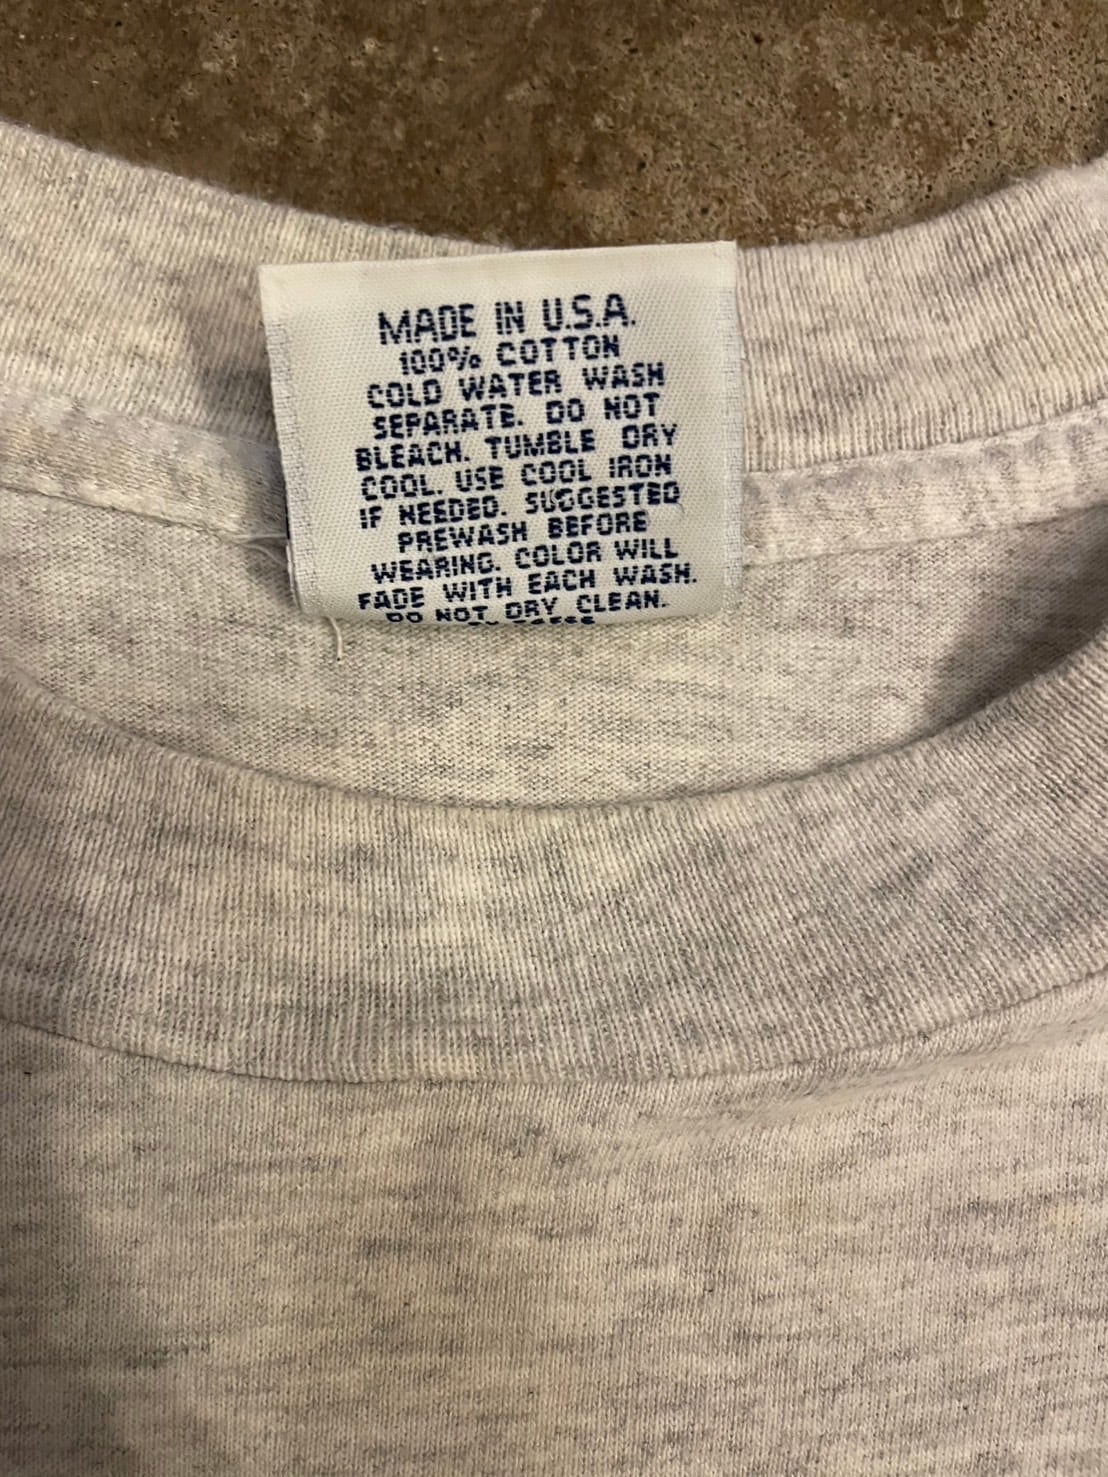 MADE IN U.S.A.
100% COTTON
COLD WATER WASH
SEPARATE. DO NOT
BLEACH. TUMBLE DRY
COOL. USE COOL IRON
IF NEEDED. SUGGESTED
PREWASH BEFORE
WEARING. COLOR WILL
FADE WITH EACH WASH.
DO NOT DRY CLEAN.